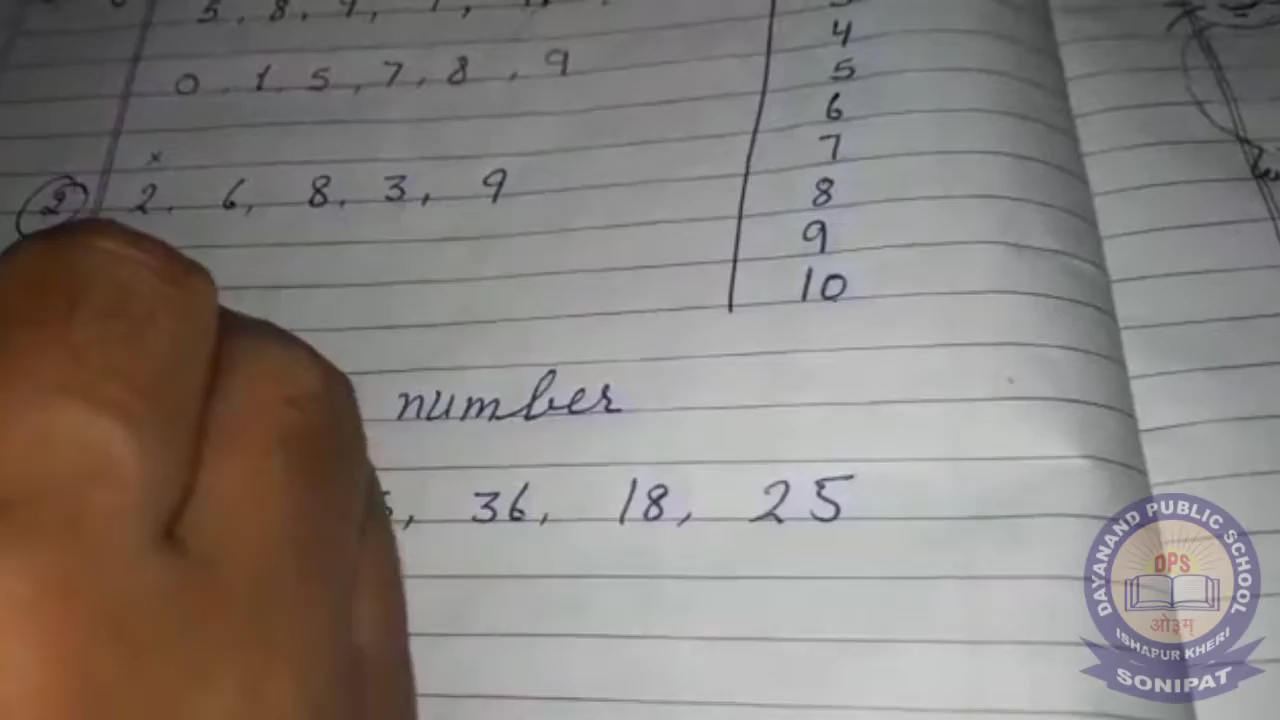 0, 1, 5, 7, 8, 9
② 2, 6, 8, 3, 9
number
36, 18, 25
4
5
6
7
8
9
10
DAYANAND PUBLIC SCHOOL
DPS
ओ३म्
ISHAPUR KHERI
SONIPAT